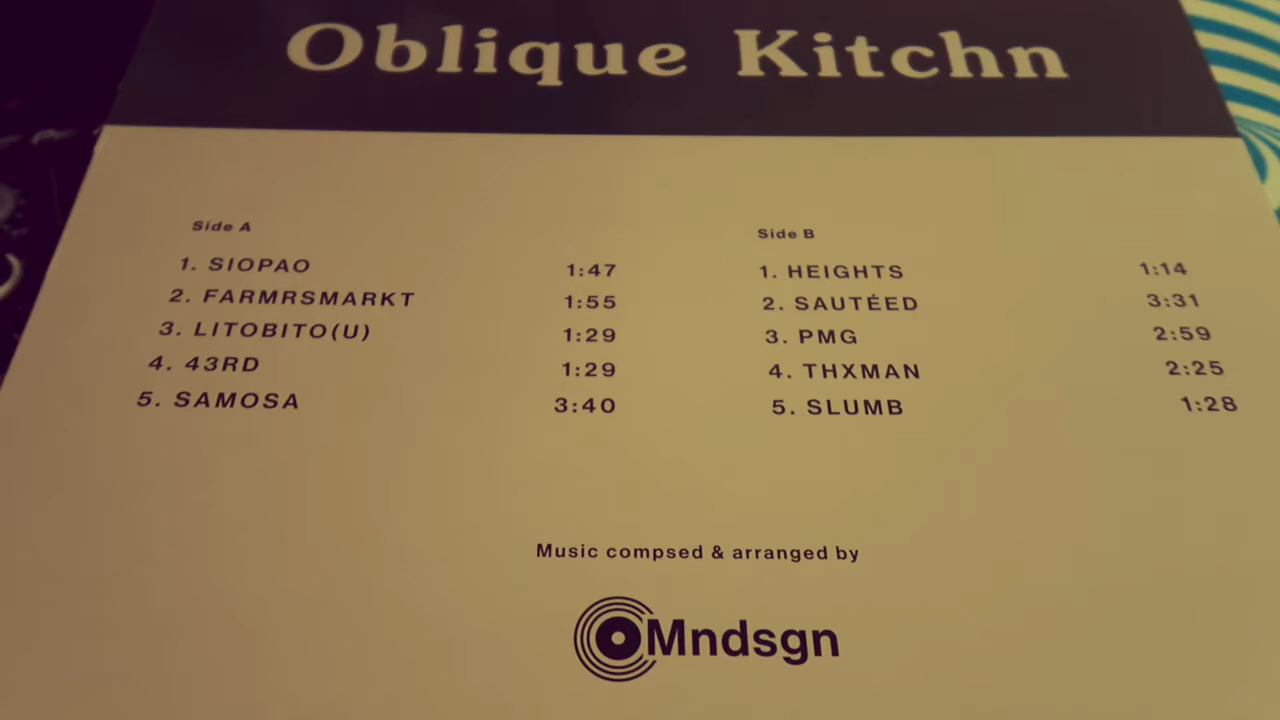 Oblique Kitchn
Side A
1. SIOPAO 1:47
2. FARMRSMARKT 1:55
3. LITOBITO(U) 1:29
4. 43RD 1:29
5. SAMOSA 3:40
Side B
1. HEIGHTS 1:14
2. SAUTÉED 3:31
3. PMG 2:59
4. THXMAN 2:25
5. SLUMB 1:28
Music compsed & arranged by
Mndsgn